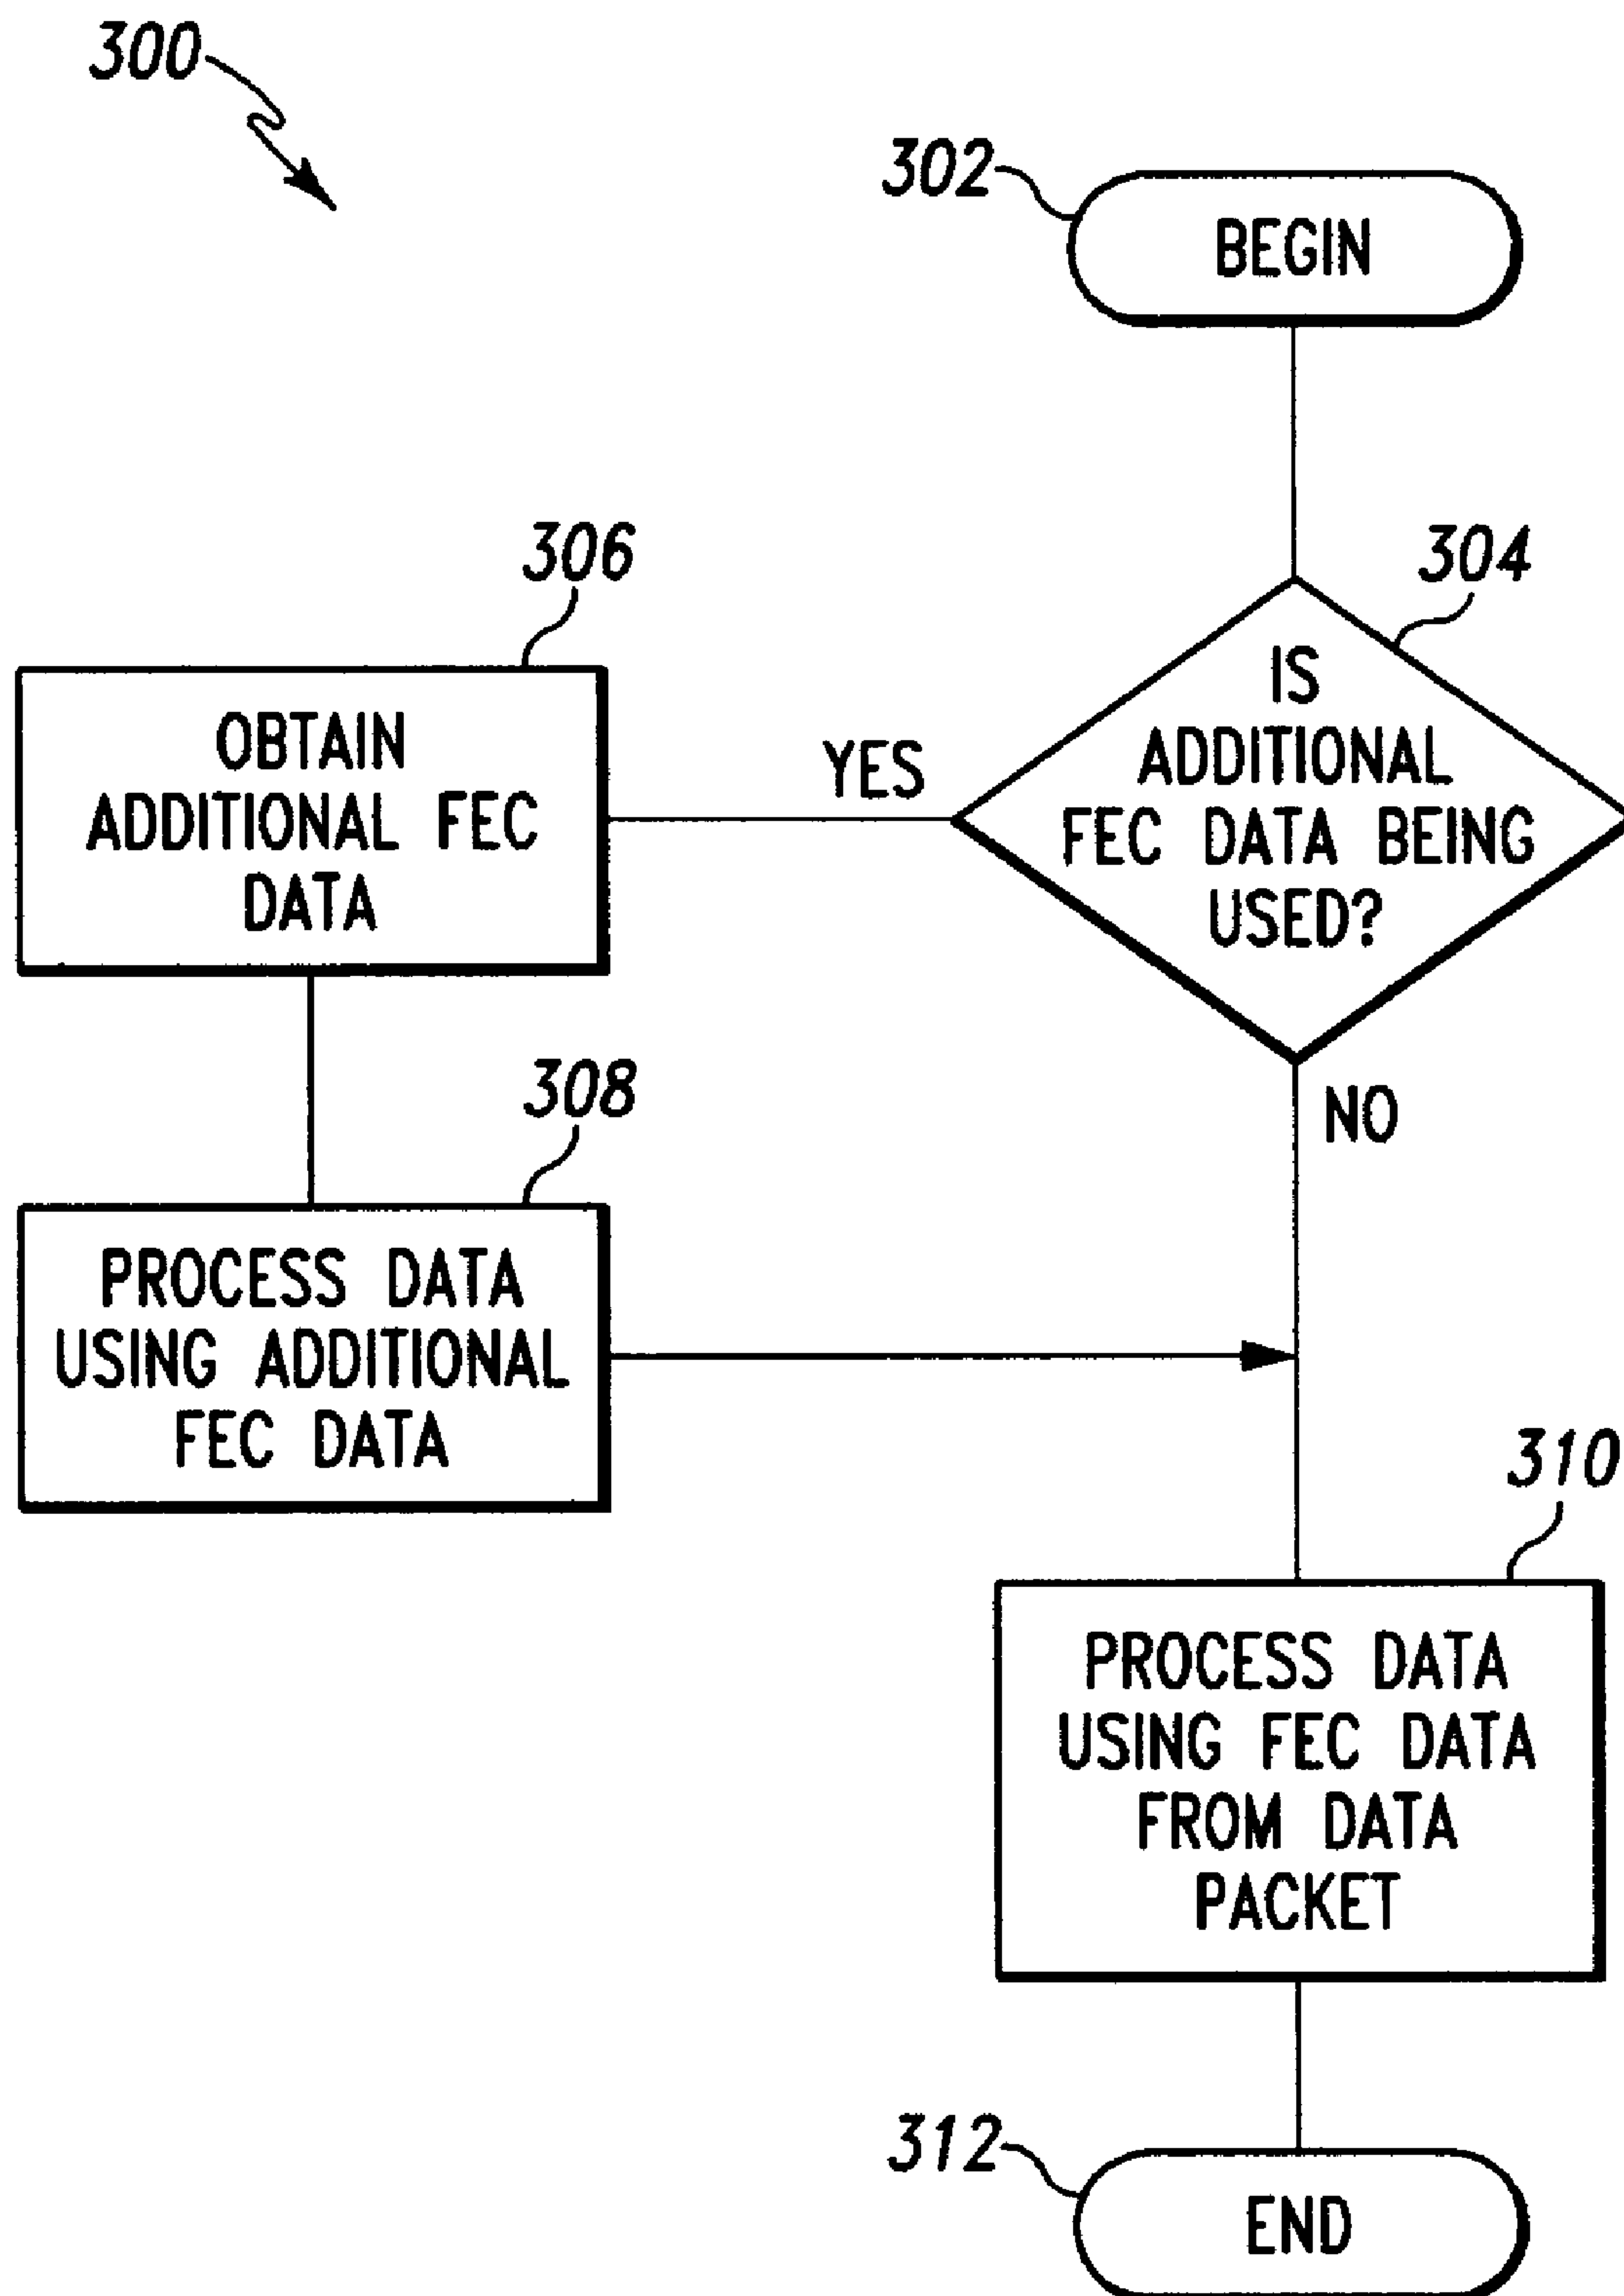 300
302
BEGIN
304
IS
ADDITIONAL
FEC DATA BEING
USED?
YES
NO
306
OBTAIN
ADDITIONAL FEC
DATA
308
PROCESS DATA
USING ADDITIONAL
FEC DATA
310
PROCESS DATA
USING FEC DATA
FROM DATA
PACKET
312
END